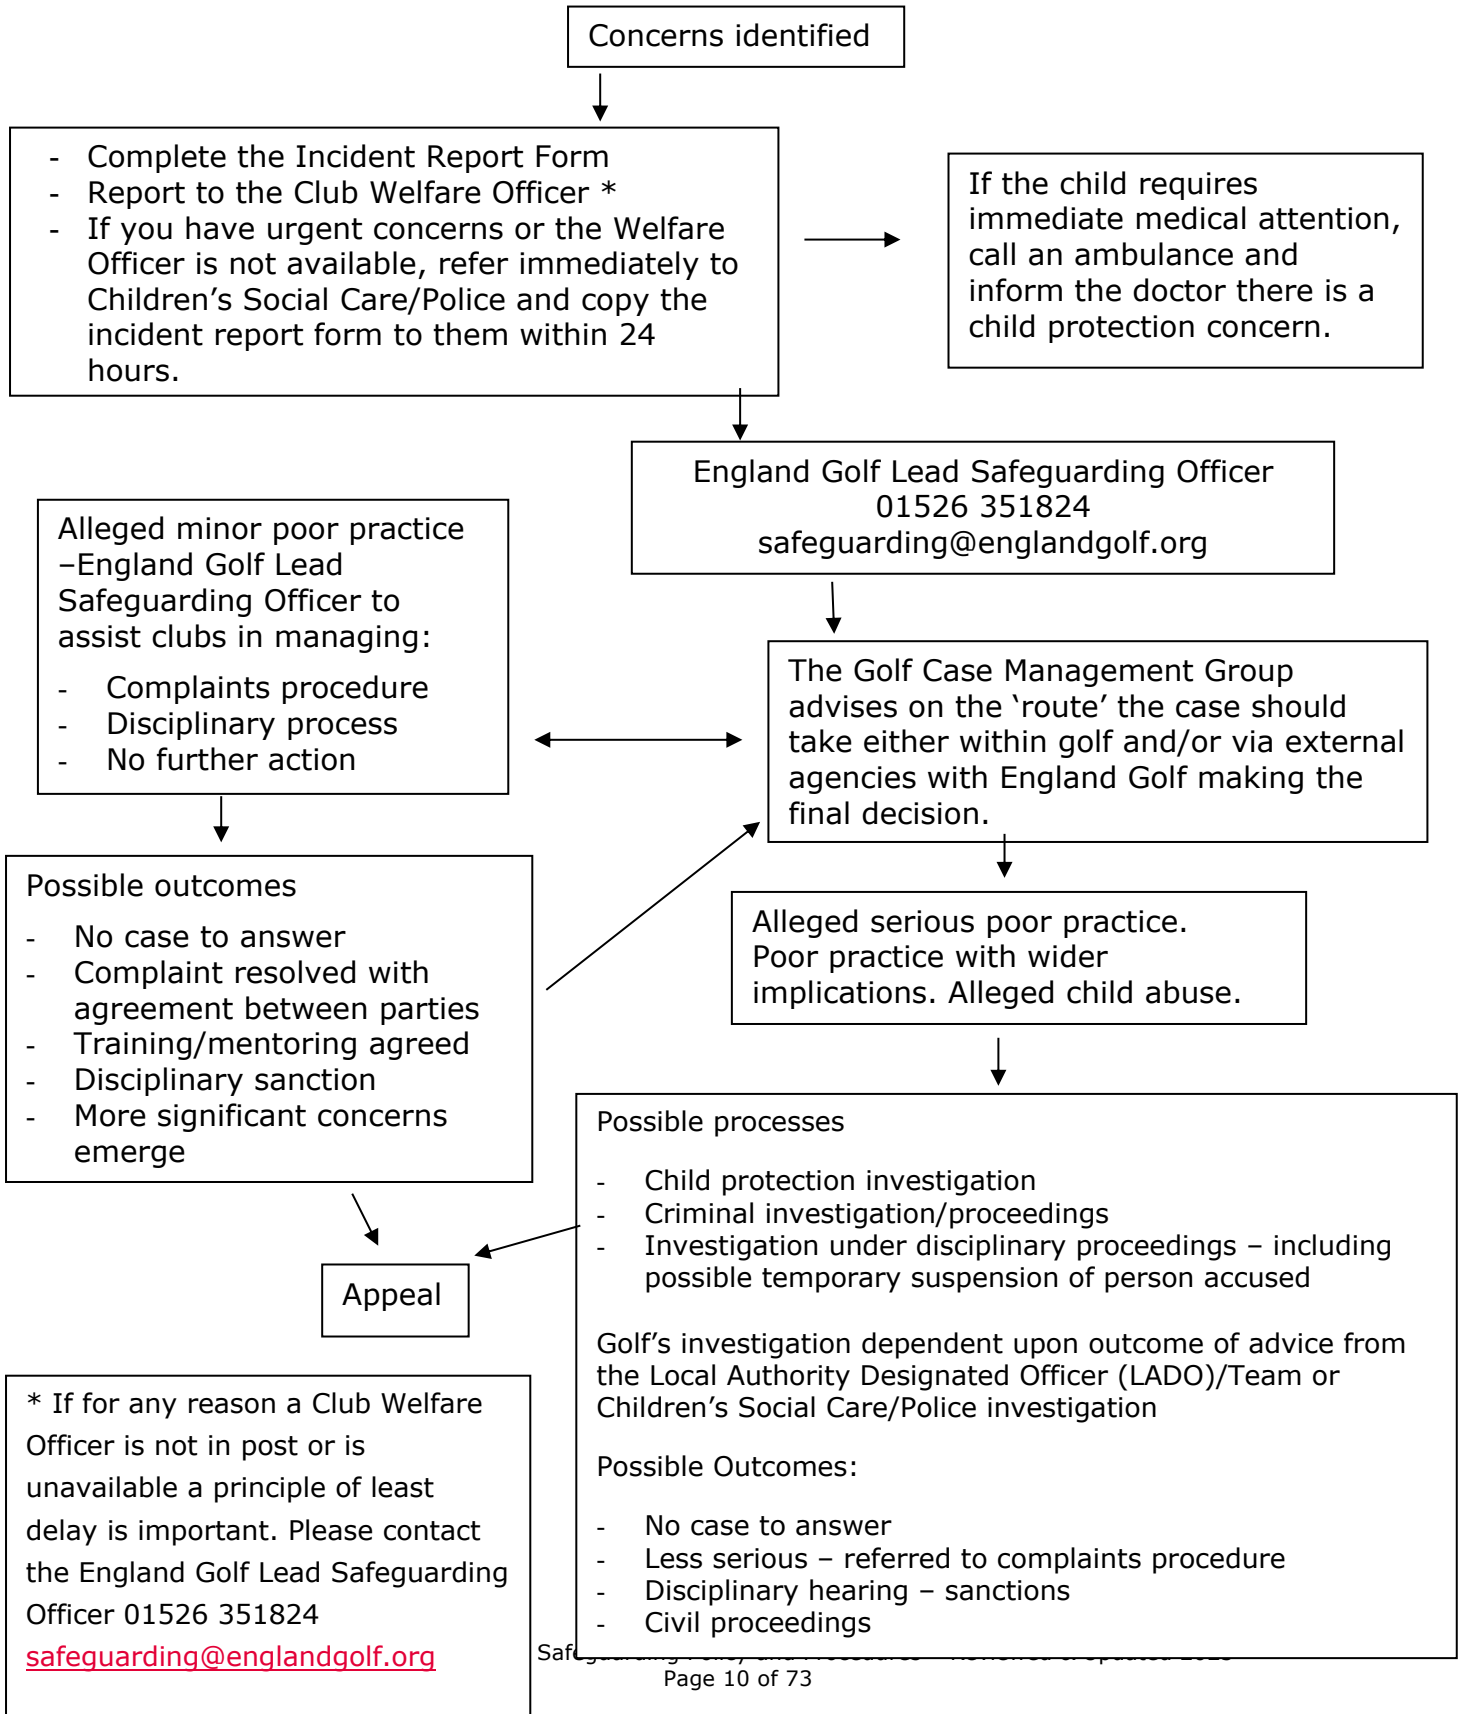 Concerns identified
- Complete the Incident Report Form
- Report to the Club Welfare Officer *
- If you have urgent concerns or the Welfare
Officer is not available, refer immediately to
Children’s Social Care/Police and copy the
incident report form to them within 24
hours.
If the child requires
immediate medical attention,
call an ambulance and
inform the doctor there is a
child protection concern.
England Golf Lead Safeguarding Officer
01526 351824
safeguarding@englandgolf.org
Alleged minor poor practice
–England Golf Lead
Safeguarding Officer to
assist clubs in managing:
- Complaints procedure
- Disciplinary process
- No further action
The Golf Case Management Group
advises on the ‘route’ the case should
take either within golf and/or via external
agencies with England Golf making the
final decision.
Possible outcomes
- No case to answer
- Complaint resolved with
agreement between parties
- Training/mentoring agreed
- Disciplinary sanction
- More significant concerns
emerge
Alleged serious poor practice.
Poor practice with wider
implications. Alleged child abuse.
Possible processes
- Child protection investigation
- Criminal investigation/proceedings
- Investigation under disciplinary proceedings – including
possible temporary suspension of person accused
Golf’s investigation dependent upon outcome of advice from
the Local Authority Designated Officer (LADO)/Team or
Children’s Social Care/Police investigation
Possible Outcomes:
- No case to answer
- Less serious – referred to complaints procedure
- Disciplinary hearing – sanctions
- Civil proceedings
Appeal
* If for any reason a Club Welfare
Officer is not in post or is
unavailable a principle of least
delay is important. Please contact
the England Golf Lead Safeguarding
Officer 01526 351824
safeguarding@englandgolf.org
Safeguarding Policy and Procedures
Page 10 of 73